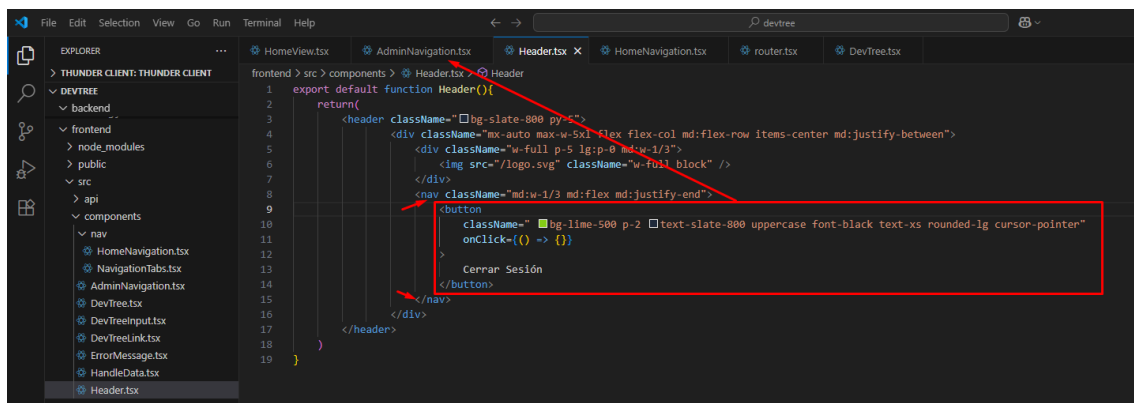 File Edit Selection View Go Run Terminal Help
devtree
EXPLORER
HomeView.tsx AdminNavigation.tsx Header.tsx HomeNavigation.tsx router.tsx DevTree.tsx
THUNDER CLIENT: THUNDER CLIENT
frontend > src > components > Header.tsx > Header
DEVTREE
backend
frontend
node_modules
public
src
api
components
nav
HomeNavigation.tsx
NavigationTabs.tsx
AdminNavigation.tsx
DevTree.tsx
DevTreeInput.tsx
DevTreeLink.tsx
ErrorMessage.tsx
HandleData.tsx
Header.tsx
1 export default function Header(){
2 return(
3 <header className="bg-slate-800 py-5">
4 <div className="mx-auto max-w-5xl flex flex-col md:flex-row items-center md:justify-between">
5 <div className="w-full p-5 lg:p-0 md:w-1/3">
6 <img src="/logo.svg" className="w-full block" />
7 </div>
8 <nav className="md:w-1/3 md:flex md:justify-end">
9 <button
10 className=" bg-lime-500 p-2 text-slate-800 uppercase font-black text-xs rounded-lg cursor-pointer"
11 onClick={() => {}}
12 >
13 Cerrar Sesión
14 </button>
15 </nav>
16 </div>
17 </header>
18 )
19 }